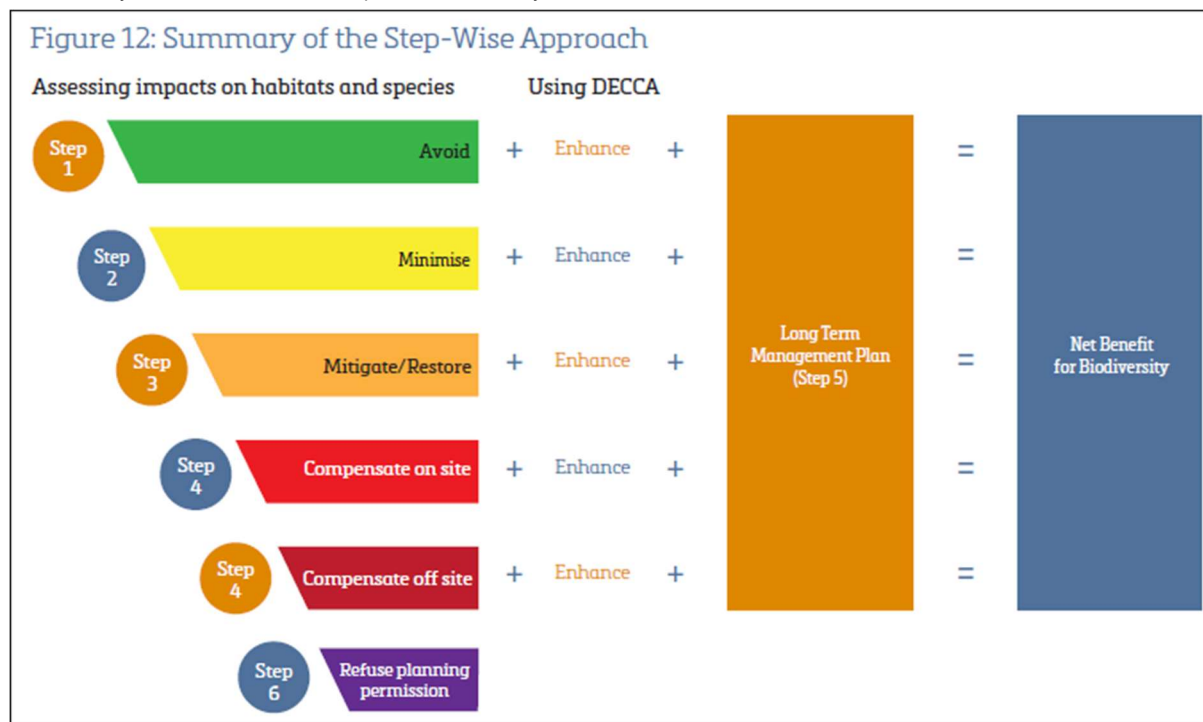 Figure 12: Summary of the Step-Wise Approach
Assessing impacts on habitats and species Using DECCA
Step
1
Avoid + Enhance + =
Step
2
Minimise + Enhance + =
Step
3
Mitigate/Restore + Enhance + =
Long Term
Management Plan
(Step 5)
Net Benefit
for Biodiversity
Step
4
Compensate on site + Enhance + =
Step
4
Compensate off site + Enhance + =
Step
6
Refuse planning
permission